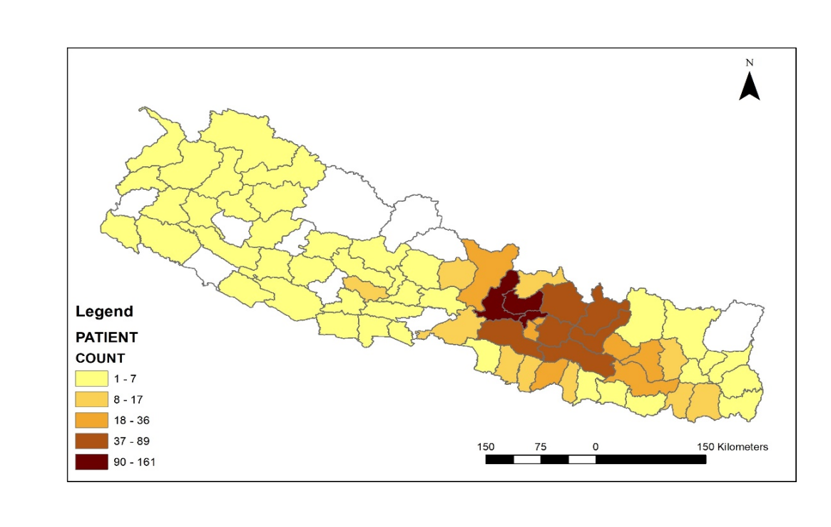 N
Legend
PATIENT
COUNT
1 - 7
8 - 17
18 - 36
37 - 89
90 - 161
150 75 0 150 Kilometers